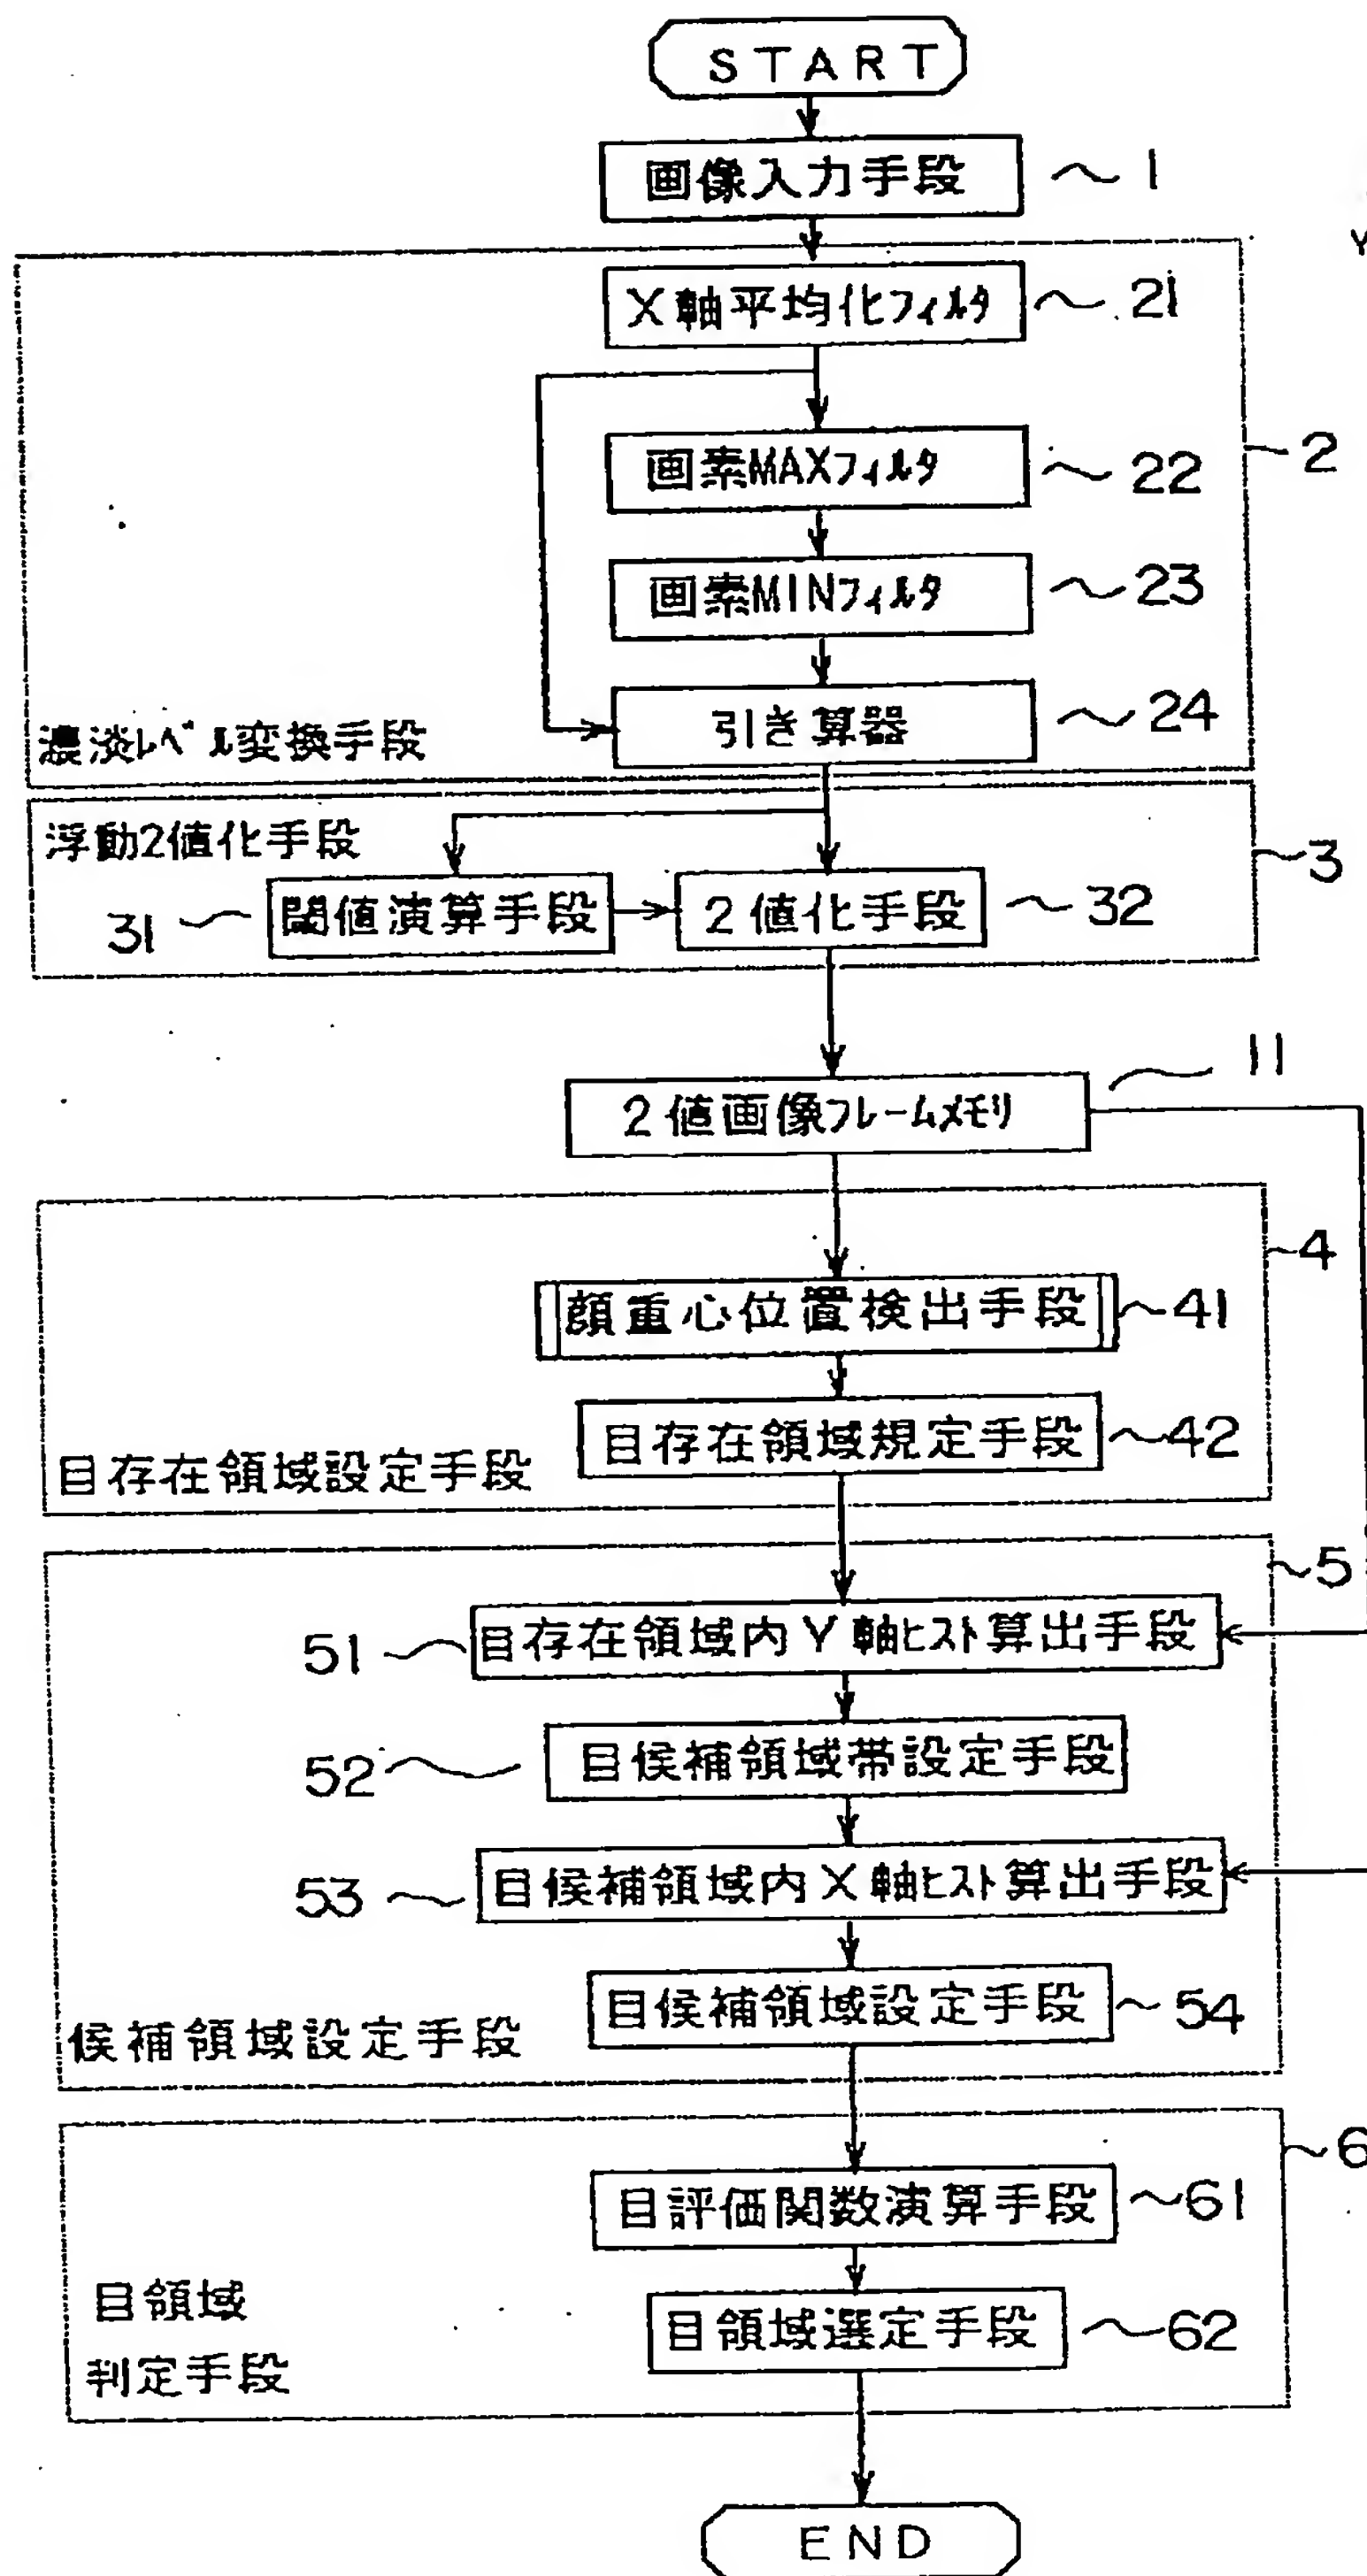 START
画像入力手段 1
X軸平均化フィルタ 21
画素MAXフィルタ 22
2
画素MINフィルタ 23
引き算器 24
濃淡レベル変換手段
浮動2値化手段
3
31 閾値演算手段
2値化手段 32
2値画像フレームメモリ 11
4
顔重心位置検出手段 41
目存在領域規定手段 42
目存在領域設定手段
5
51 目存在領域内Y軸ヒスト算出手段
52 目候補領域帯設定手段
53 目候補領域内X軸ヒスト算出手段
目候補領域設定手段 54
候補領域設定手段
6
目評価関数演算手段 61
目領域選定手段 62
目領域
判定手段
END